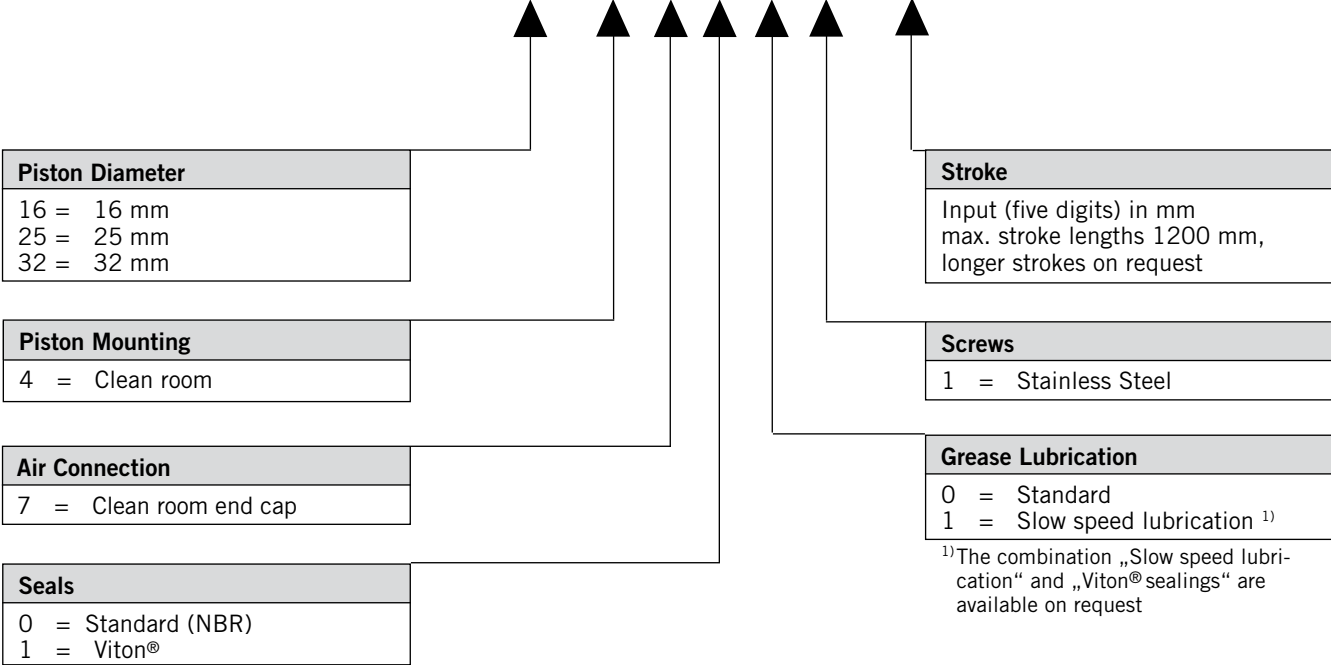 Piston Diameter
16 = 16 mm
25 = 25 mm
32 = 32 mm
Piston Mounting
4 = Clean room
Air Connection
7 = Clean room end cap
Seals
0 = Standard (NBR)
1 = Viton®
Stroke
Input (five digits) in mm
max. stroke lengths 1200 mm,
longer strokes on request
Screws
1 = Stainless Steel
Grease Lubrication
0 = Standard
1 = Slow speed lubrication 1)
1) The combination „Slow speed lubri-
cation“ and „Viton® sealings“ are
available on request